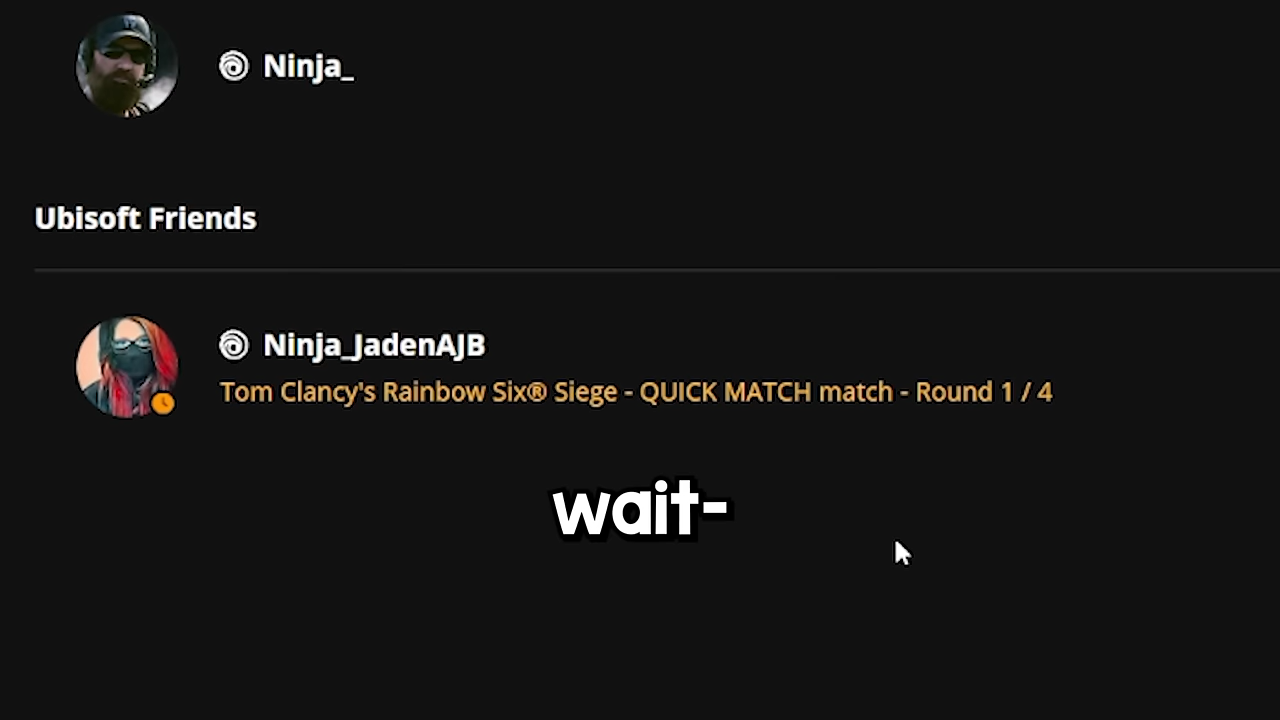 Ninja_
Ubisoft Friends
Ninja_JadenAJB
Tom Clancy's Rainbow Six® Siege - QUICK MATCH match - Round 1 / 4
wait-